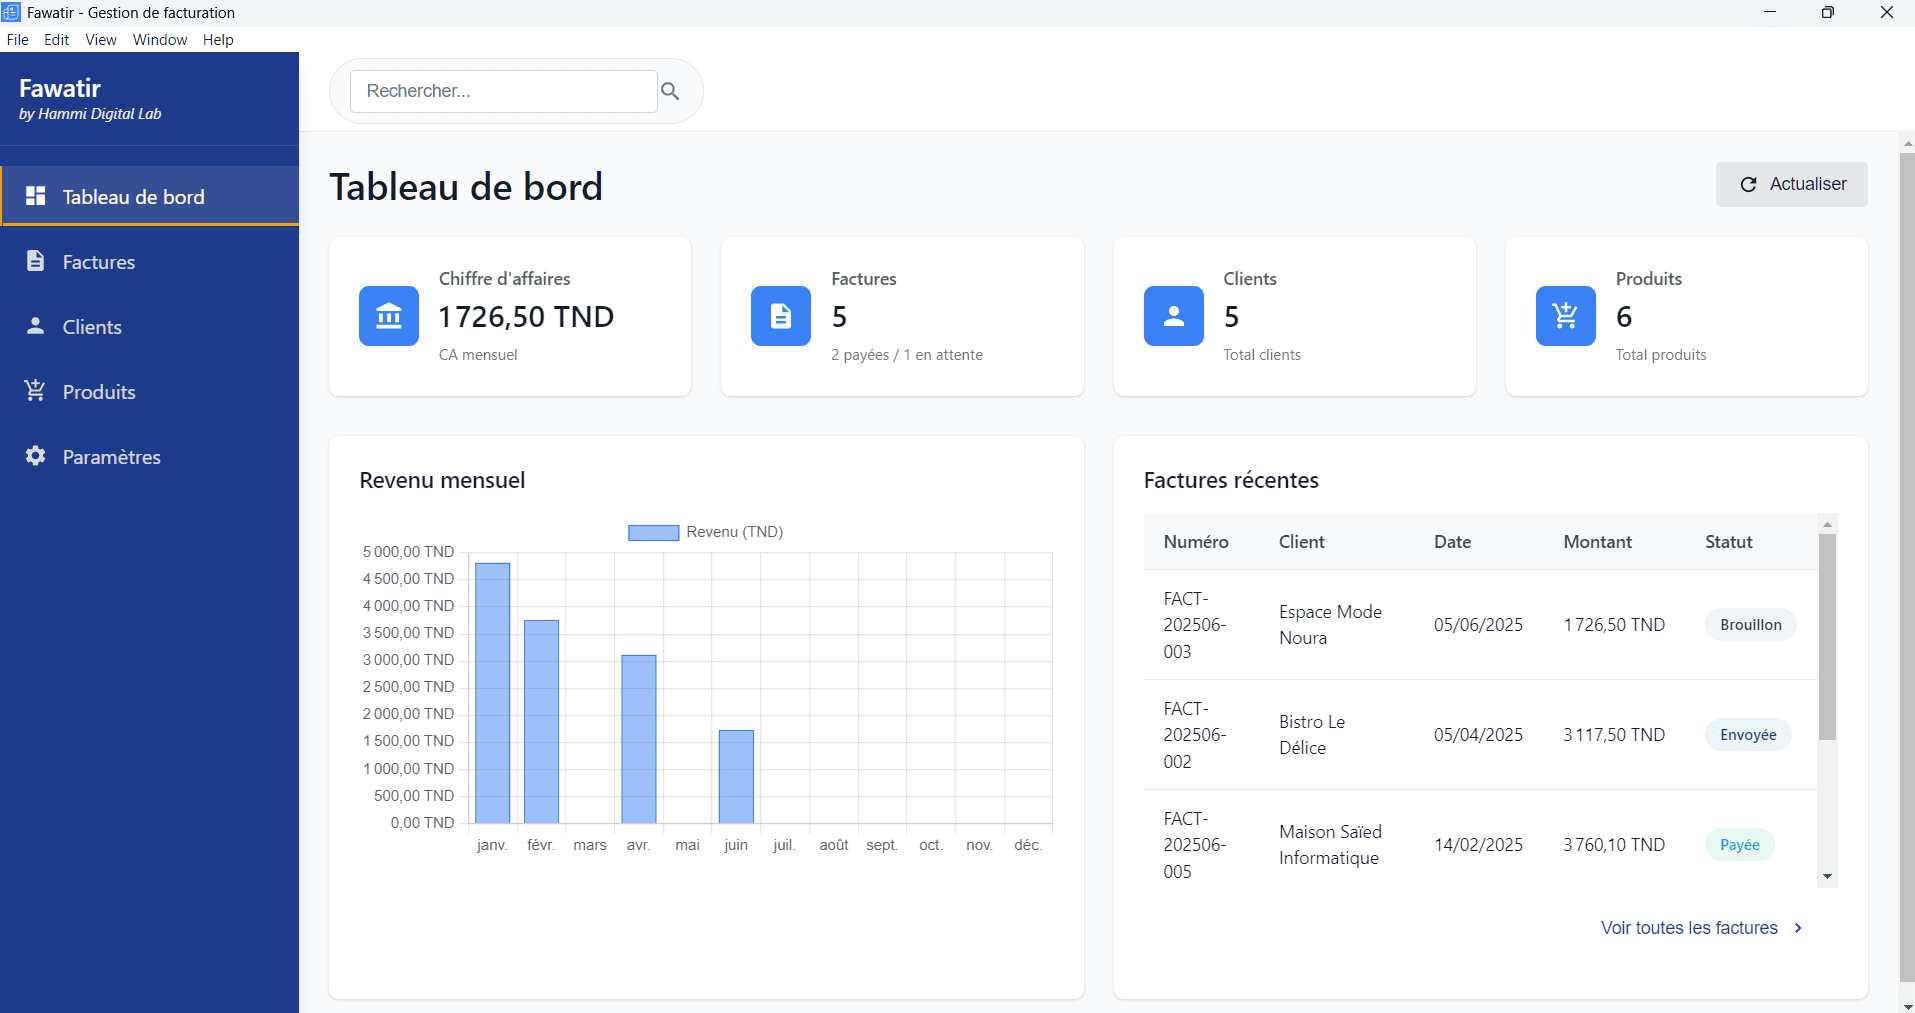 Fawatir - Gestion de facturation
File Edit View Window Help
Fawatir
by Hammi Digital Lab
Tableau de bord
Factures
Clients
Produits
Paramètres
Rechercher...
Tableau de bord
Actualiser
Chiffre d'affaires
1 726,50 TND
CA mensuel
Factures
5
2 payées / 1 en attente
Clients
5
Total clients
Produits
6
Total produits
Revenu mensuel
Revenu (TND)
5 000,00 TND
4 500,00 TND
4 000,00 TND
3 500,00 TND
3 000,00 TND
2 500,00 TND
2 000,00 TND
1 500,00 TND
1 000,00 TND
500,00 TND
0,00 TND
janv. févr. mars avr. mai juin juil. août sept. oct. nov. déc.
Factures récentes
Numéro Client Date Montant Statut
FACT-
202506-
003
Espace Mode
Noura
05/06/2025
1 726,50 TND
Brouillon
FACT-
202506-
002
Bistro Le
Délice
05/04/2025
3 117,50 TND
Envoyée
FACT-
202506-
005
Maison Saïed
Informatique
14/02/2025
3 760,10 TND
Payée
Voir toutes les factures